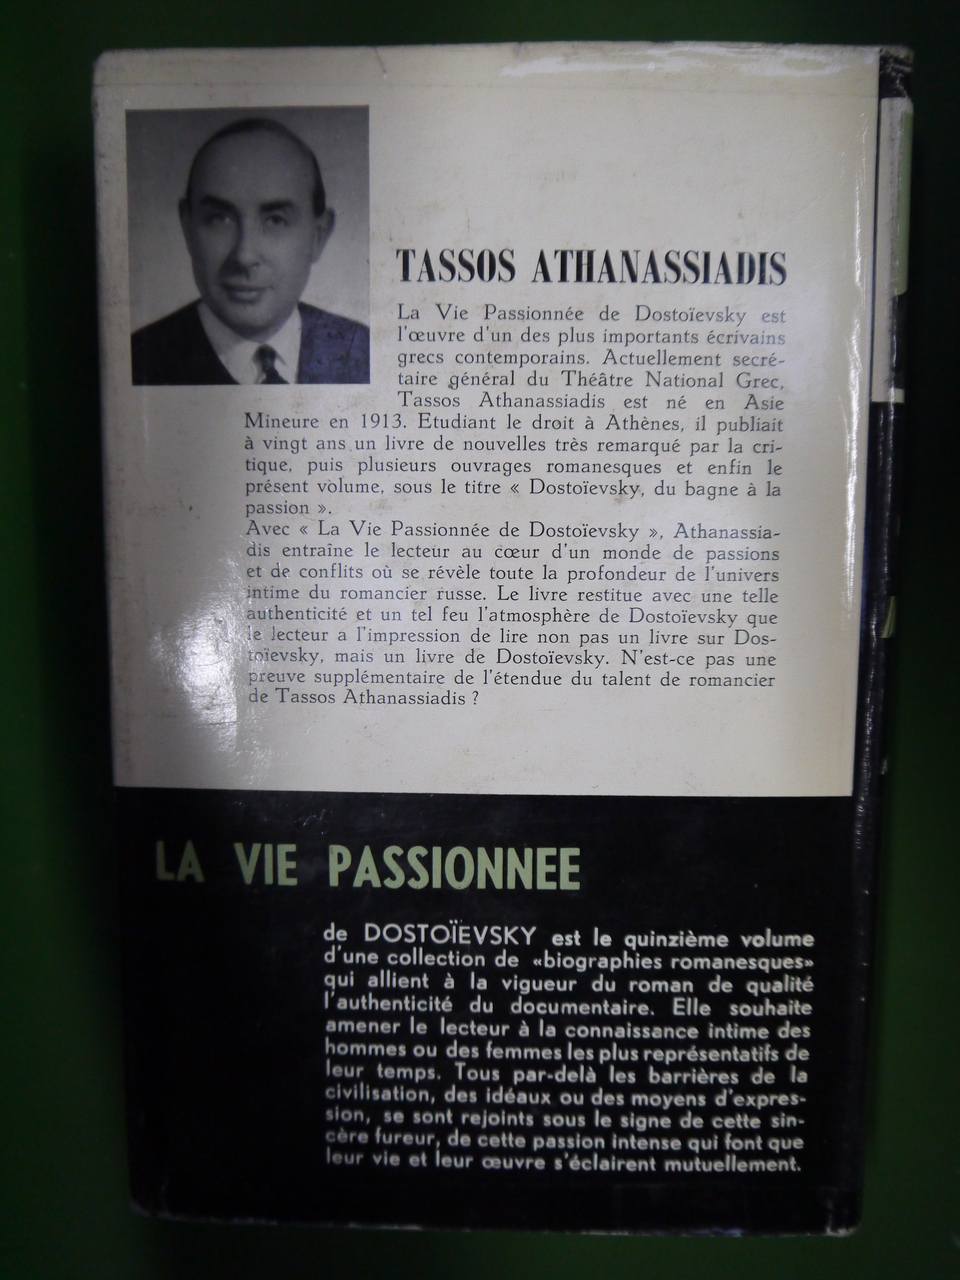 TASSOS ATHANASSIADIS
La Vie Passionnée de Dostoïevsky est
l'œuvre d'un des plus importants écrivains
grecs contemporains. Actuellement secré-
taire général du Théâtre National Grec,
Tassos Athanassiadis est né en Asie
Mineure en 1913. Etudiant le droit à Athènes, il publiait
à vingt ans un livre de nouvelles très remarqué par la cri-
tique, puis plusieurs ouvrages romanesques et enfin le
présent volume, sous le titre « Dostoïevsky, du bagne à la
passion ».
Avec « La Vie Passionnée de Dostoïevsky », Athanassia-
dis entraîne le lecteur au cœur d'un monde de passions
et de conflits où se révèle toute la profondeur de l'univers
intime du romancier russe. Le livre restitue avec une telle
authenticité et un tel feu l'atmosphère de Dostoïevsky que
le lecteur a l'impression de lire non pas un livre sur Dos-
toïevsky, mais un livre de Dostoïevsky. N'est-ce pas une
preuve supplémentaire de l'étendue du talent de romancier
de Tassos Athanassiadis ?
LA VIE PASSIONNEE
de DOSTOÏEVSKY est le quinzième volume
d'une collection de «biographies romanesques»
qui allient à la vigueur du roman de qualité
l'authenticité du documentaire. Elle souhaite
amener le lecteur à la connaissance intime des
hommes ou des femmes les plus représentatifs de
leur temps. Tous par-delà les barrières de la
civilisation, des idéaux ou des moyens d'expres-
sion, se sont rejoints sous le signe de cette sin-
cère fureur, de cette passion intense qui font que
leur vie et leur œuvre s'éclairent mutuellement.